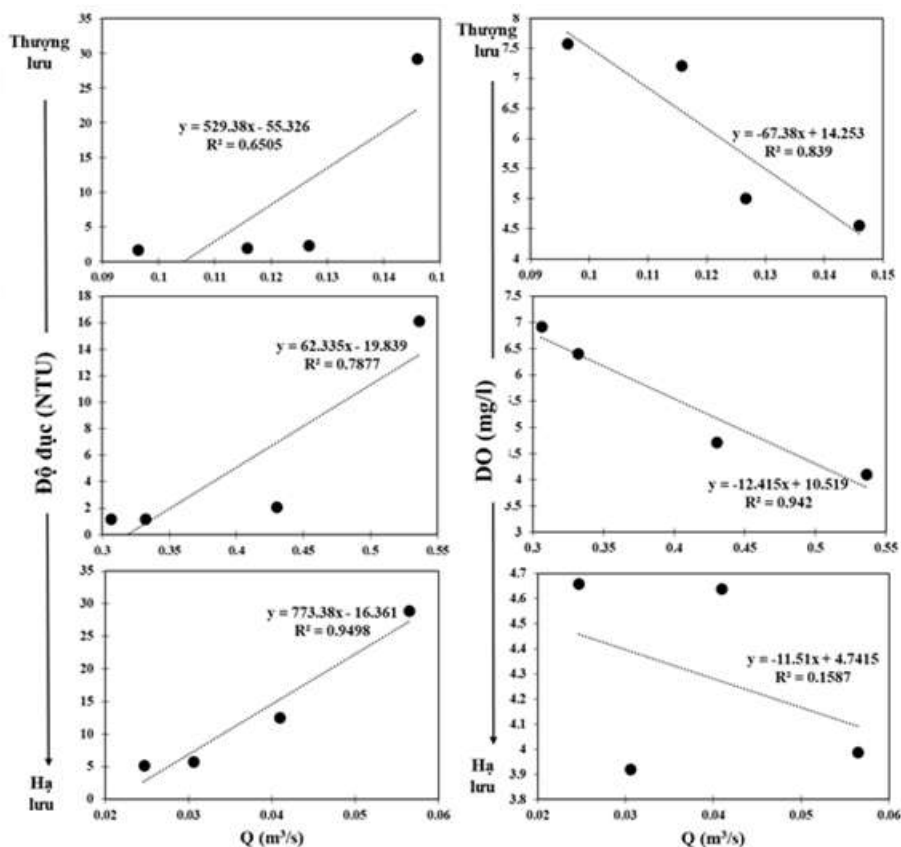 Thượng
lưu
Độ đục (NTU)
Hạ
lưu
35
30
25
20
15
10
5
0
y = 529.38x - 55.326
R² = 0.6505
0.09 0.1 0.11 0.12 0.13 0.14 0.1
18
16
14
12
10
8
6
4
2
0
y = 62.335x - 19.839
R² = 0.7877
0.3 0.35 0.4 0.45 0.5 0.55
35
30
25
20
15
10
5
0
y = 773.38x - 16.361
R² = 0.9498
0.02 0.03 0.04 0.05 0.06
Q (m³/s)
Thượng
lưu
DO (mg/l)
Hạ
lưu
8
7.5
7
6.5
6
5.5
5
4.5
4
y = -67.38x + 14.253
R² = 0.839
0.09 0.1 0.11 0.12 0.13 0.14 0.15
7.5
7
6.5
6
.5
5
.5
4
3.5
3
y = -12.415x + 10.519
R² = 0.942
0.3 0.35 0.4 0.45 0.5 0.55
4.7
4.6
4.5
4.4
4.3
4.2
4.1
4
3.9
3.8
y = -11.51x + 4.7415
R² = 0.1587
0.02 0.03 0.04 0.05 0.06
Q (m³/s)